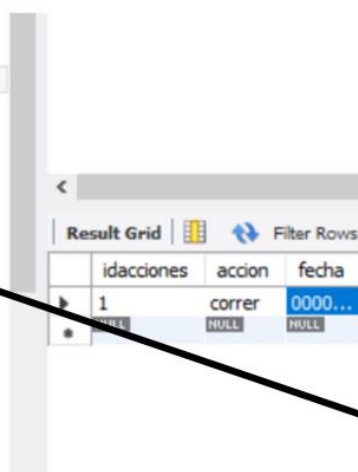 Result Grid Filter Rows
idacciones accion fecha
1 correr 0000...
NULL NULL NULL